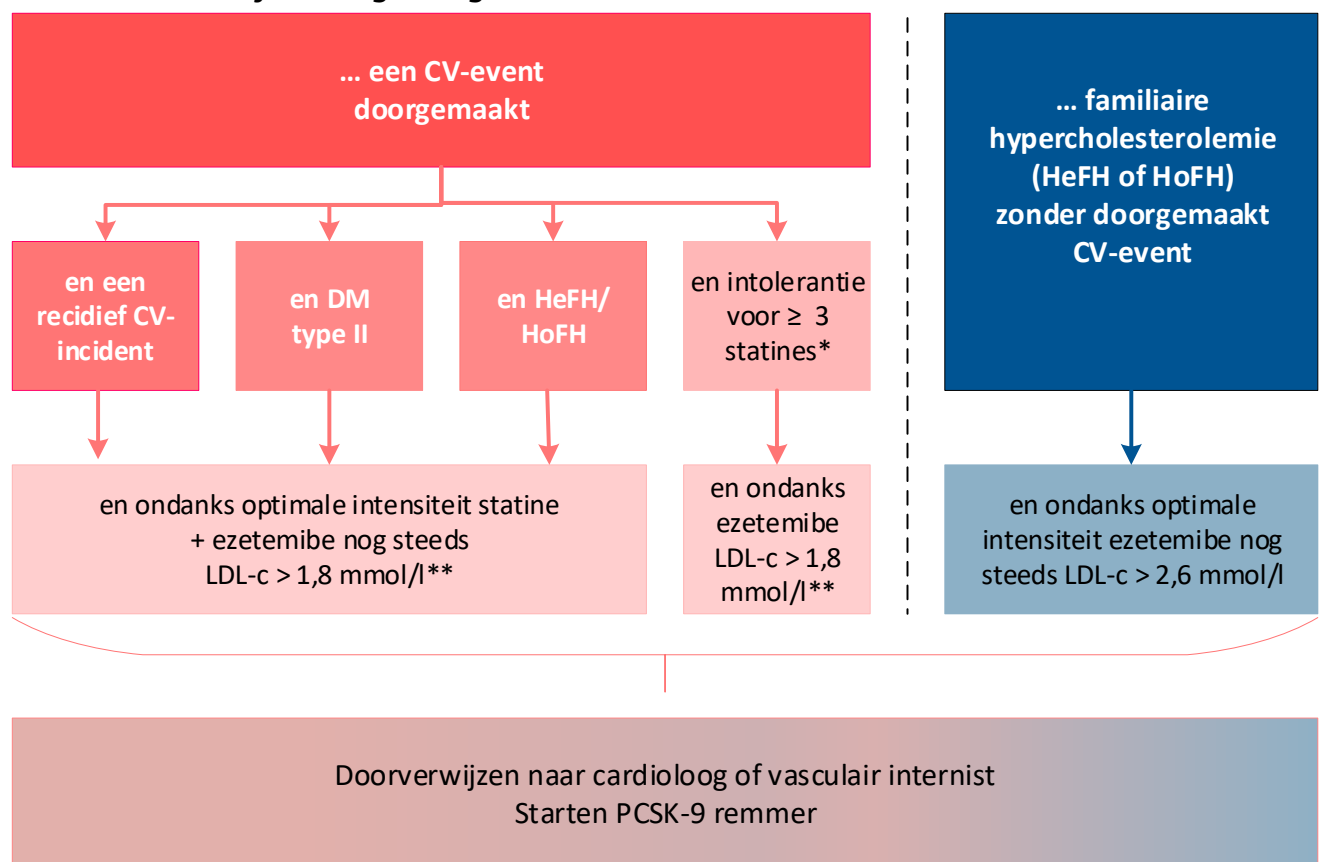 ... een CV-event
doorgemaakt
... familiaire
hypercholesterolemie
(HeFH of HoFH)
zonder doorgemaakt
CV-event
en een
recidief CV-
incident
en DM
type II
en HeFH/
HoFH
en intolerantie
voor ≥ 3
statines*
en ondanks optimale intensiteit statine
+ ezetemibe nog steeds
LDL-c > 1,8 mmol/l**
en ondanks
ezetemibe
LDL-c > 1,8
mmol/l**
en ondanks optimale
intensiteit ezetemibe nog
steeds LDL-c > 2,6 mmol/l
Doorverwijzen naar cardioloog of vasculair internist
Starten PCSK-9 remmer